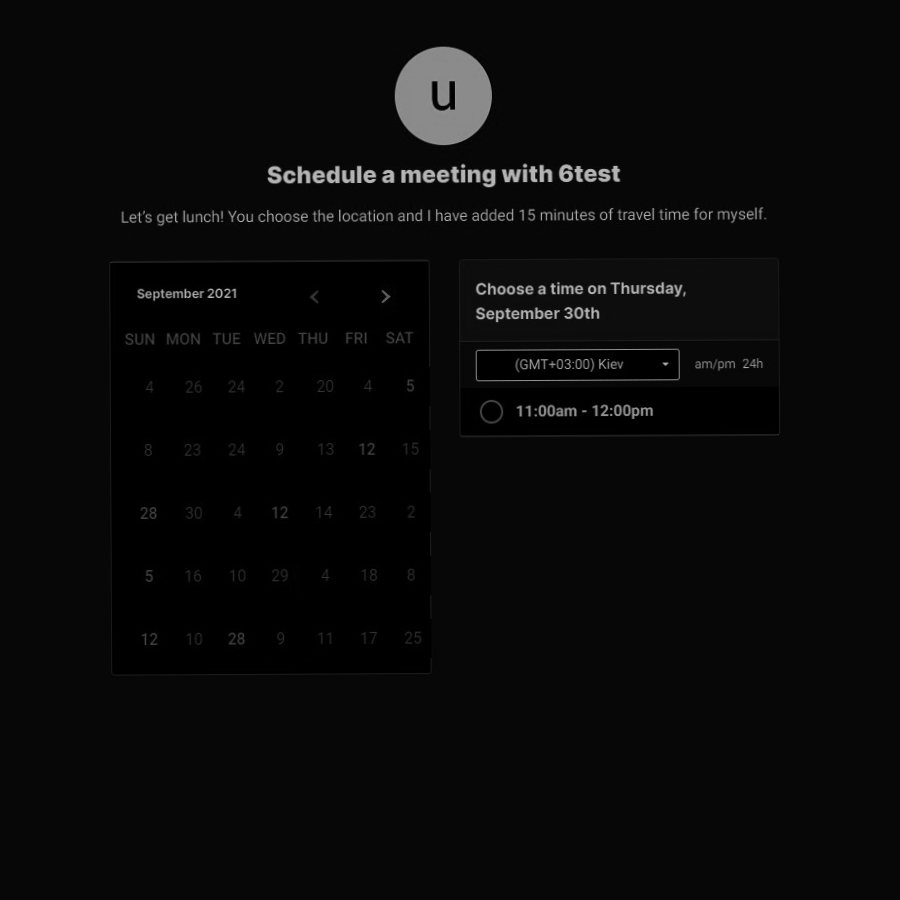 u
Schedule a meeting with 6test
Let's get lunch! You choose the location and I have added 15 minutes of travel time for myself.
September 2021
SUN MON TUE WED THU FRI SAT
4 26 24 2 20 4 5
8 23 24 9 13 12 15
28 30 4 12 14 23 2
5 16 10 29 4 18 8
12 10 28 9 11 17 25
Choose a time on Thursday,
September 30th
(GMT+03:00) Kiev am/pm 24h
11:00am - 12:00pm